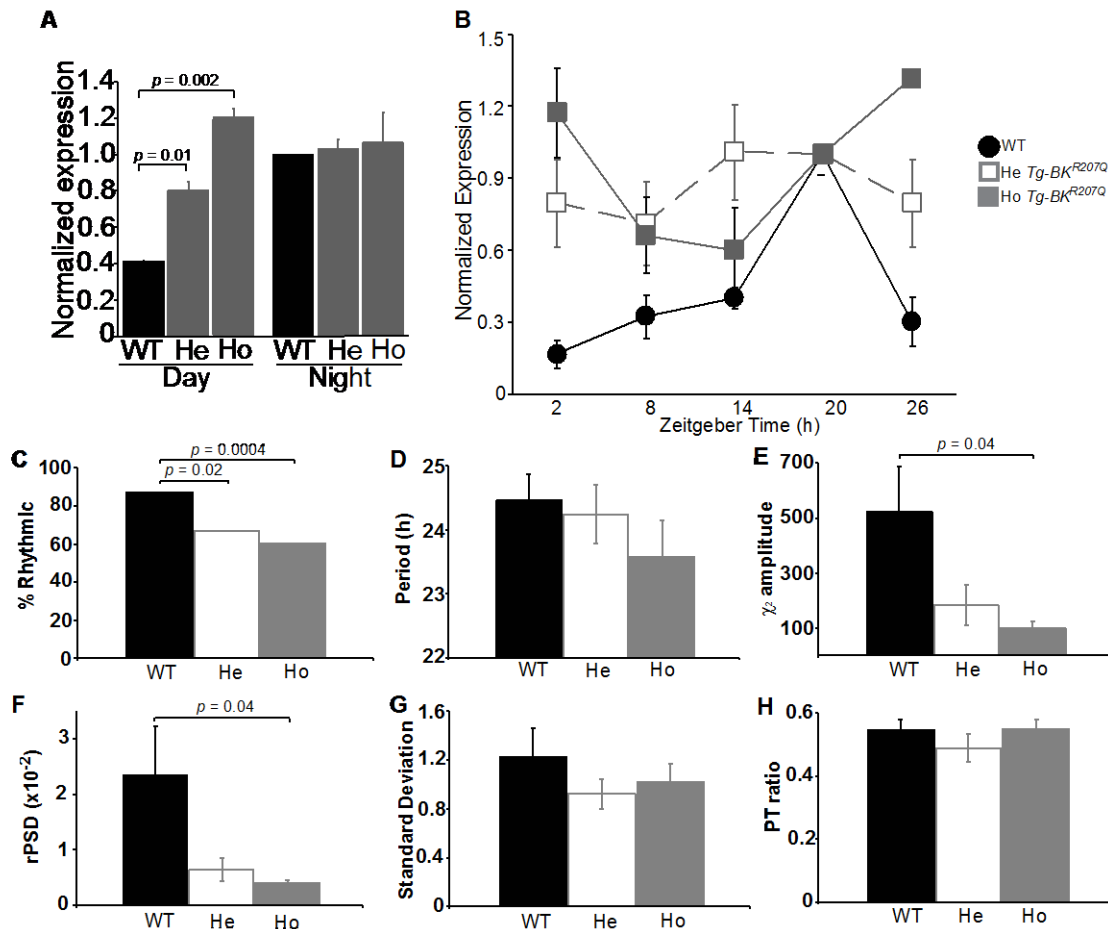 A
Normalized expression
1.4
1.2
1.0
0.8
0.6
0.4
0.2
0
p = 0.002
p = 0.01
WT He Ho WT He Ho
Day Night
B
Normalized Expression
1.5
1.2
0.9
0.6
0.3
0
2 8 14 20 26
Zeitgeber Time (h)
WT
He Tg-BK^R207Q
Ho Tg-BK^R207Q
C
% Rhythmic
100
80
60
40
20
0
p = 0.0004
p = 0.02
WT He Ho
D
Period (h)
25
24
23
22
WT He Ho
E
χ2 amplitude
700
500
300
100
p = 0.04
WT He Ho
F
rPSD (x10^-2)
3
2
1
0
p = 0.04
WT He Ho
G
Standard Deviation
1.6
1.2
0.8
0.4
0
WT He Ho
H
PT ratio
0.6
0.4
0.2
0
WT He Ho